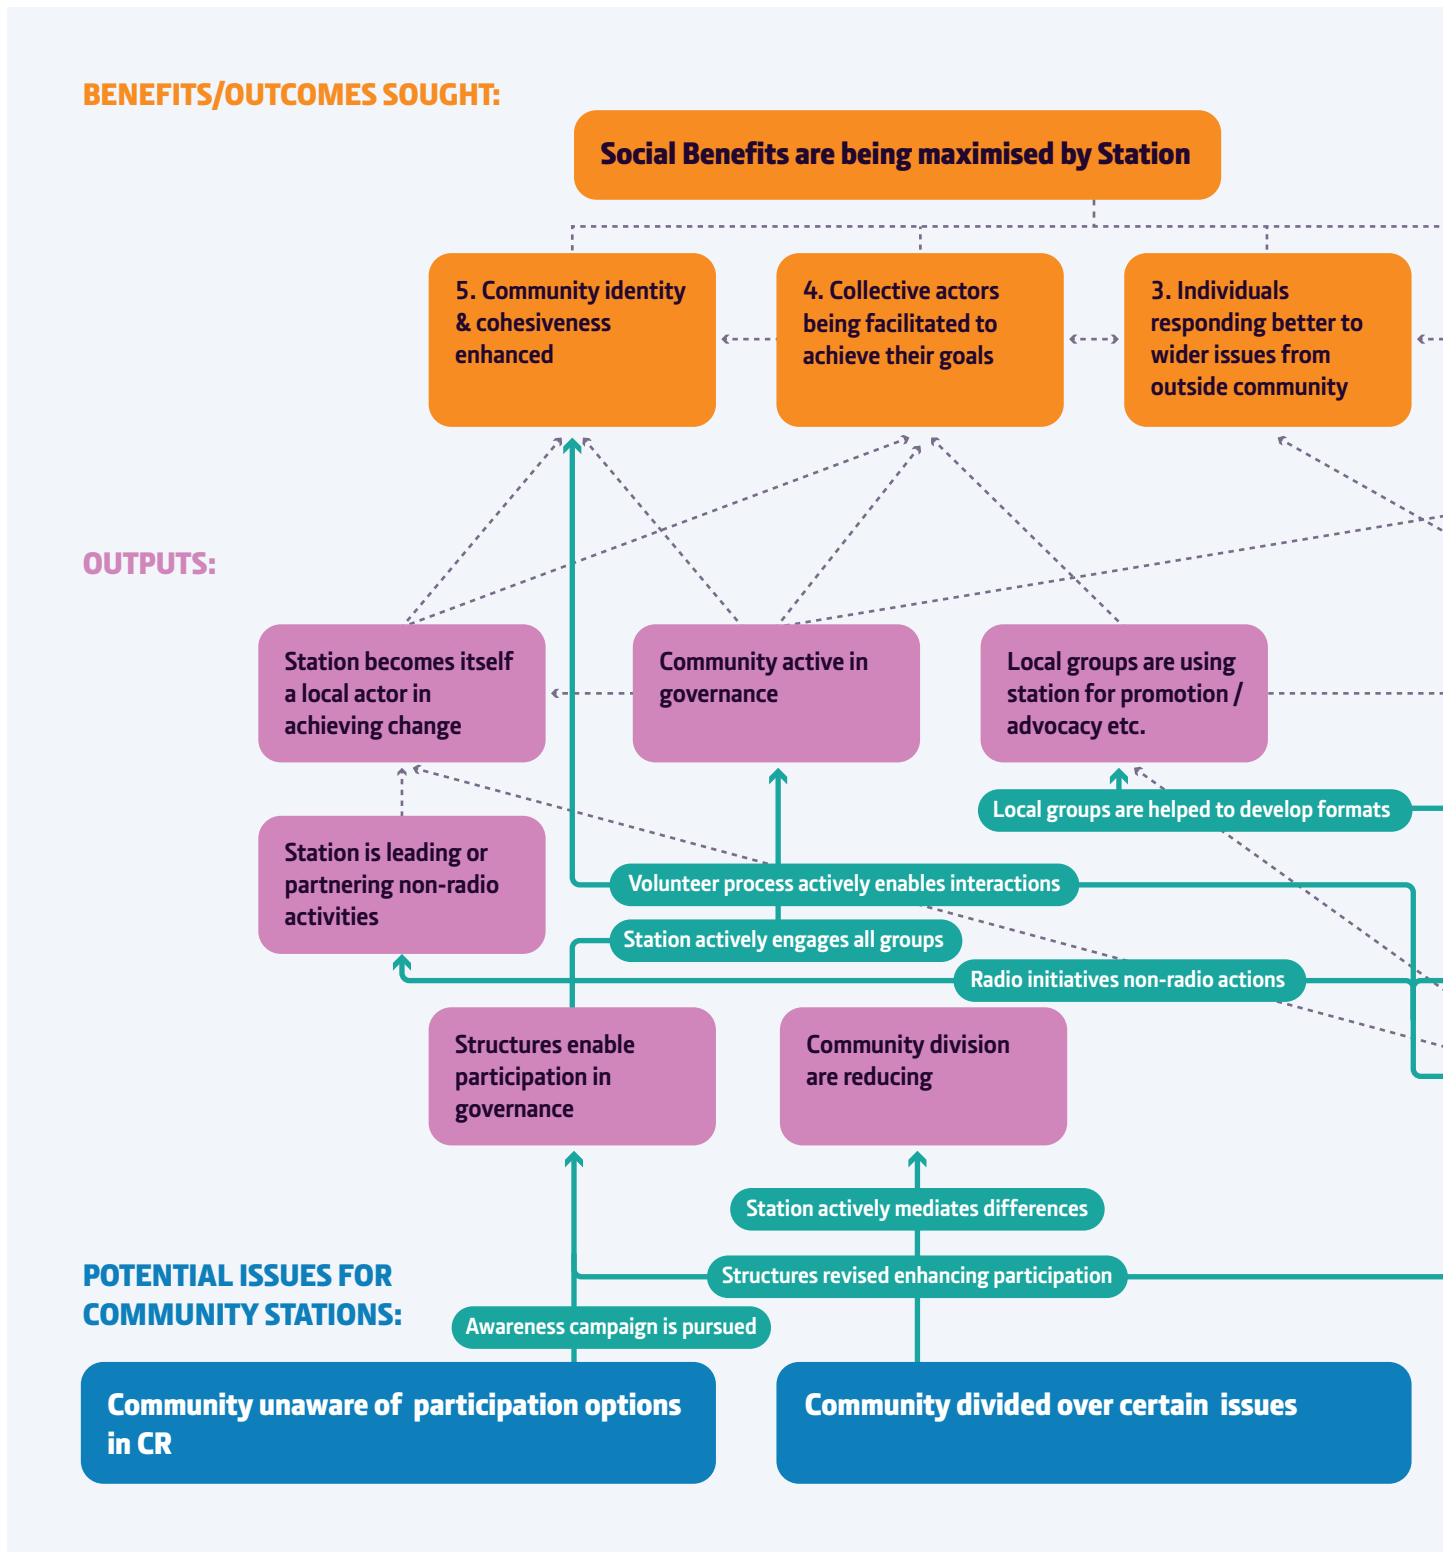 BENEFITS/OUTCOMES SOUGHT:
Social Benefits are being maximised by Station
5. Community identity
& cohesiveness
enhanced
4. Collective actors
being facilitated to
achieve their goals
3. Individuals
responding better to
wider issues from
outside community
OUTPUTS:
Station becomes itself
a local actor in
achieving change
Community active in
governance
Local groups are using
station for promotion /
advocacy etc.
Local groups are helped to develop formats
Station is leading or
partnering non-radio
activities
Volunteer process actively enables interactions
Station actively engages all groups
Radio initiatives non-radio actions
Structures enable
participation in
governance
Community division
are reducing
Station actively mediates differences
Structures revised enhancing participation
POTENTIAL ISSUES FOR
COMMUNITY STATIONS:
Awareness campaign is pursued
Community unaware of participation options
in CR
Community divided over certain issues